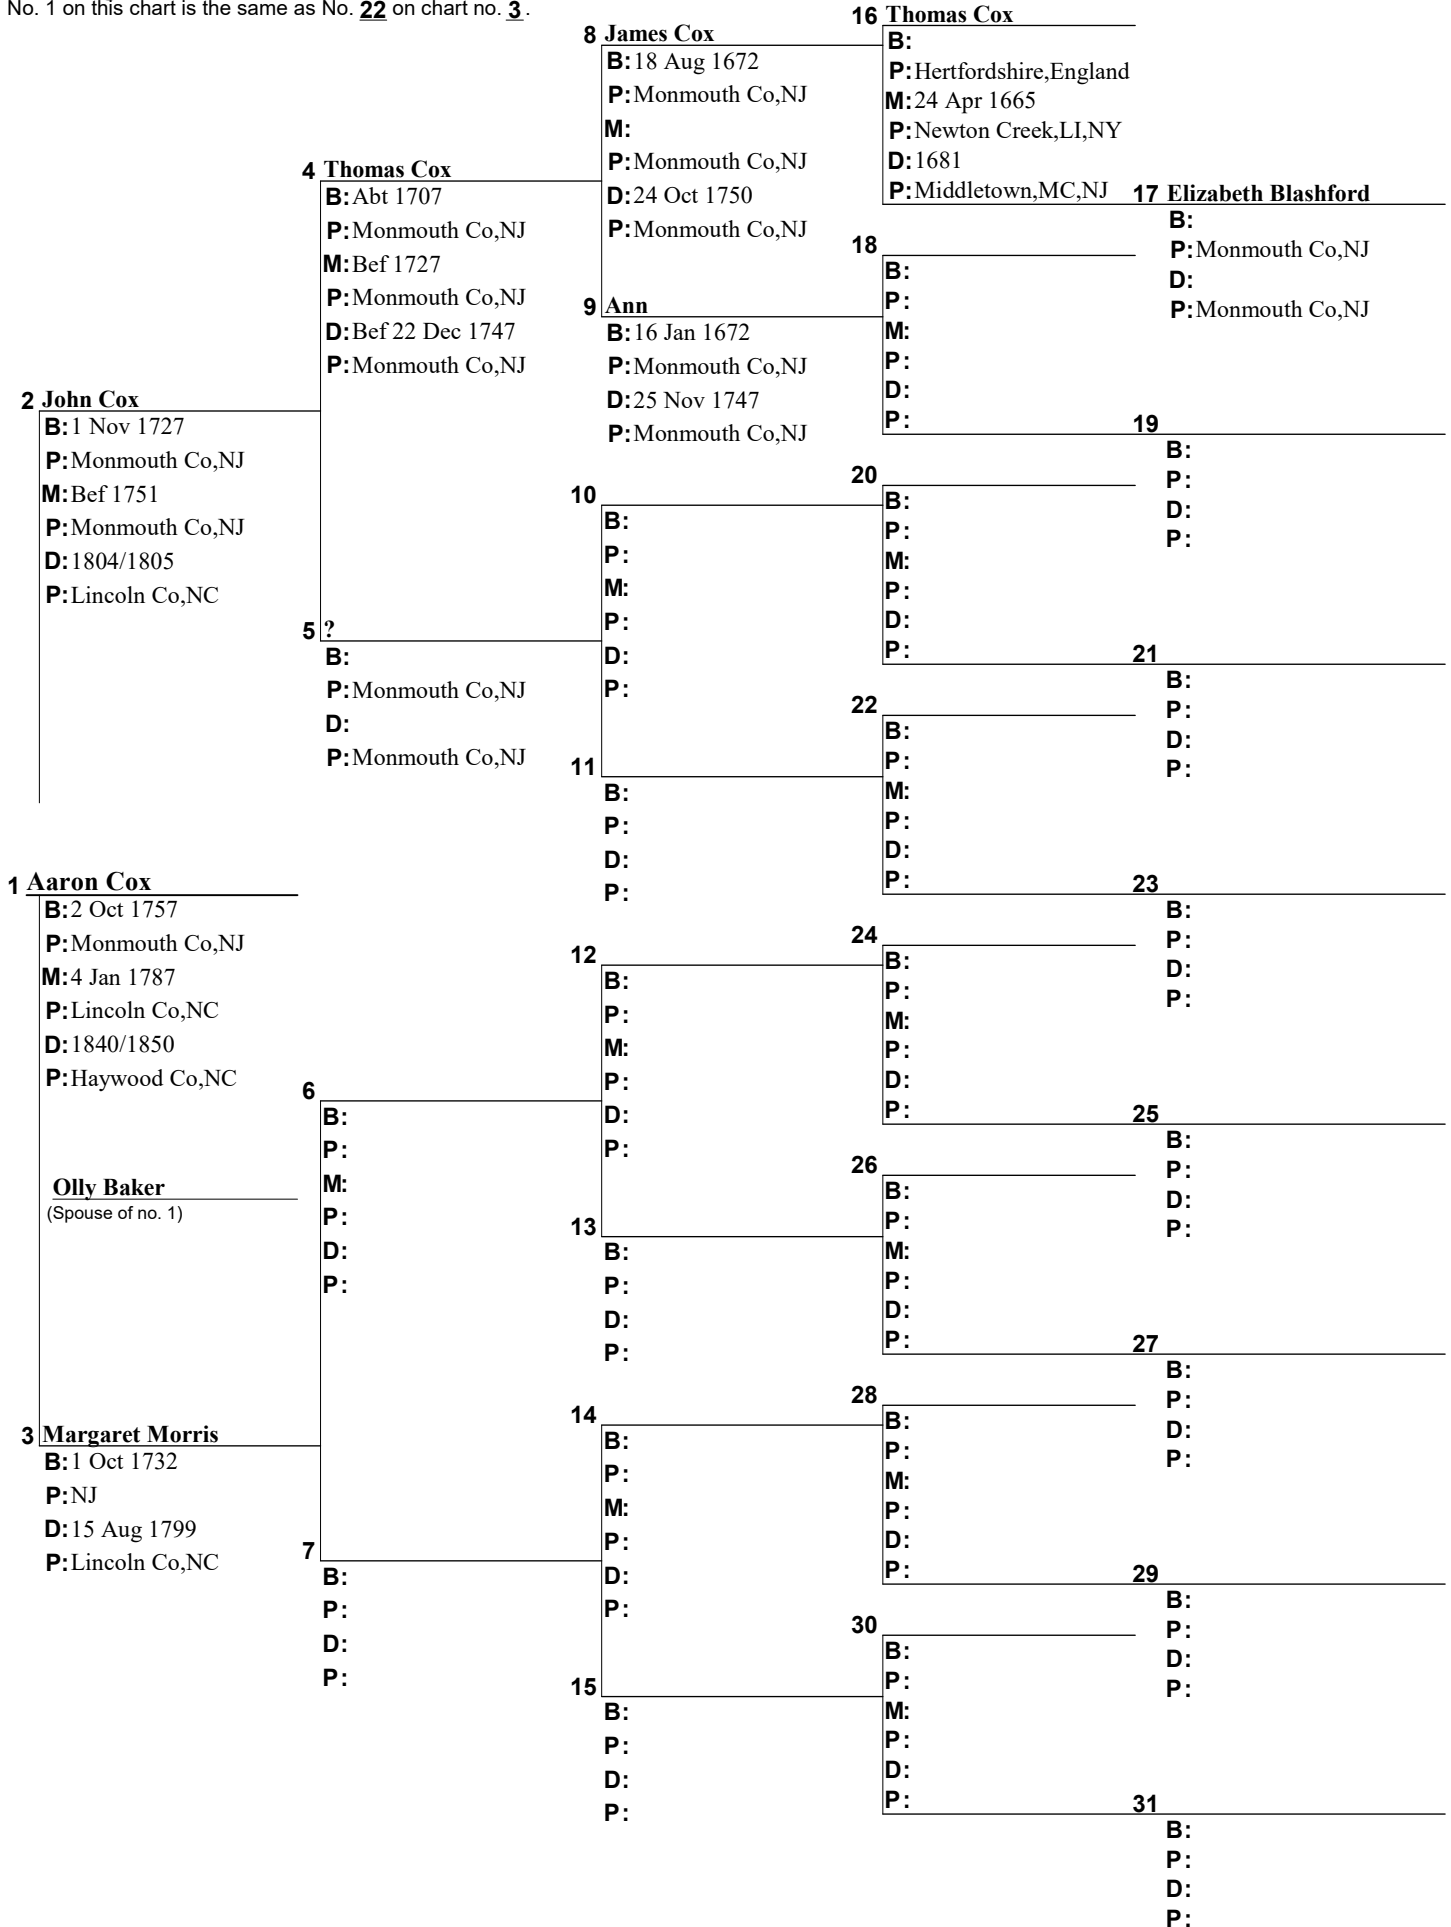 No. 1 on this chart is the same as No. 22 on chart no. 3.
16 Thomas Cox
B:
P:Hertfordshire,England
M:24 Apr 1665
P:Newton Creek,LI,NY
D:1681
P:Middletown,MC,NJ
8 James Cox
B:18 Aug 1672
P:Monmouth Co,NJ
M:
P:Monmouth Co,NJ
D:24 Oct 1750
P:Monmouth Co,NJ
17 Elizabeth Blashford
B:
P:Monmouth Co,NJ
D:
P:Monmouth Co,NJ
4 Thomas Cox
B:Abt 1707
P:Monmouth Co,NJ
M:Bef 1727
P:Monmouth Co,NJ
D:Bef 22 Dec 1747
P:Monmouth Co,NJ
18
B:
P:
M:
P:
D:
P:
9 Ann
B:16 Jan 1672
P:Monmouth Co,NJ
D:25 Nov 1747
P:Monmouth Co,NJ
19
B:
P:
D:
P:
2 John Cox
B:1 Nov 1727
P:Monmouth Co,NJ
M:Bef 1751
P:Monmouth Co,NJ
D:1804/1805
P:Lincoln Co,NC
20
B:
P:
M:
P:
D:
P:
10
B:
P:
M:
P:
D:
P:
21
B:
P:
D:
P:
5 ?
B:
P:Monmouth Co,NJ
D:
P:Monmouth Co,NJ
22
B:
P:
M:
P:
D:
P:
11
B:
P:
D:
P:
23
B:
P:
D:
P:
1 Aaron Cox
B:2 Oct 1757
P:Monmouth Co,NJ
M:4 Jan 1787
P:Lincoln Co,NC
D:1840/1850
P:Haywood Co,NC
24
B:
P:
M:
P:
D:
P:
12
B:
P:
M:
P:
D:
P:
25
B:
P:
D:
P:
6
B:
P:
M:
P:
D:
P:
Olly Baker
(Spouse of no. 1)
26
B:
P:
M:
P:
D:
P:
13
B:
P:
D:
P:
27
B:
P:
D:
P:
28
B:
P:
M:
P:
D:
P:
14
B:
P:
M:
P:
D:
P:
3 Margaret Morris
B:1 Oct 1732
P:NJ
D:15 Aug 1799
P:Lincoln Co,NC
7
B:
P:
D:
P:
29
B:
P:
D:
P:
30
B:
P:
M:
P:
D:
P:
15
B:
P:
D:
P:
31
B:
P:
D:
P: